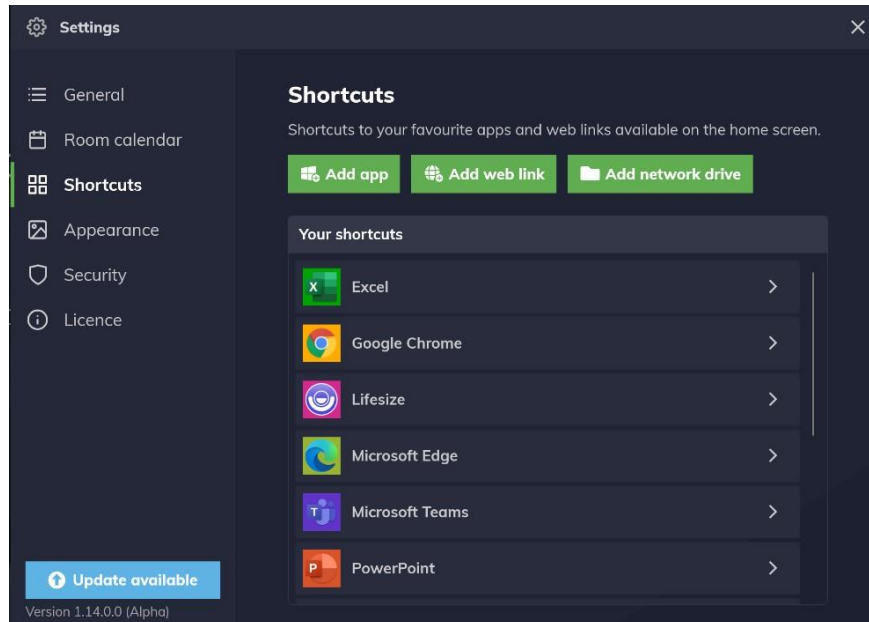 Settings
General
Room calendar
Shortcuts
Appearance
Security
Licence
Update available
Version 1.14.0.0 (Alpha)
Shortcuts
Shortcuts to your favourite apps and web links available on the home screen.
Add app
Add web link
Add network drive
Your shortcuts
X
Excel
Google Chrome
Lifesize
Microsoft Edge
T
Microsoft Teams
P
PowerPoint